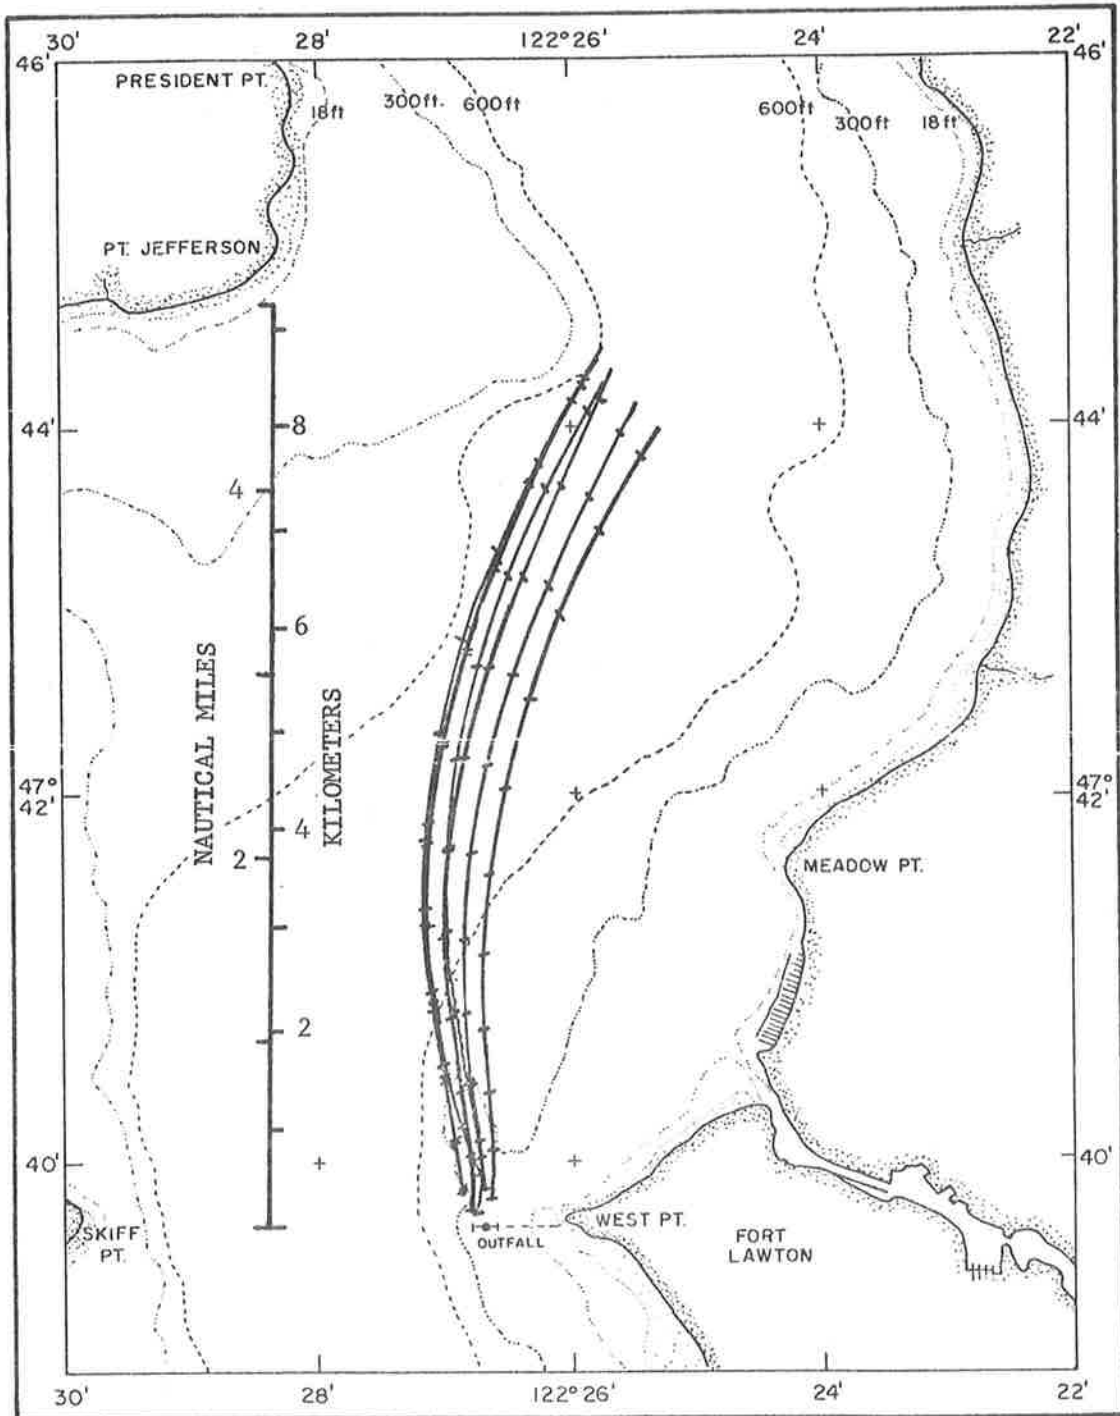 30' 28' 122° 26' 24' 22'
46' 46'
PRESIDENT PT.
18ft 300ft. 600ft 600ft 300ft 18ft
PT. JEFFERSON
44' 8 44'
4
6
NAUTICAL MILES
KILOMETERS
47° 42' 42'
4
2
MEADOW PT.
2
40' 40'
SKIFF PT.
WEST PT.
OUTFALL
FORT LAWTON
30' 28' 122° 26' 24' 22'